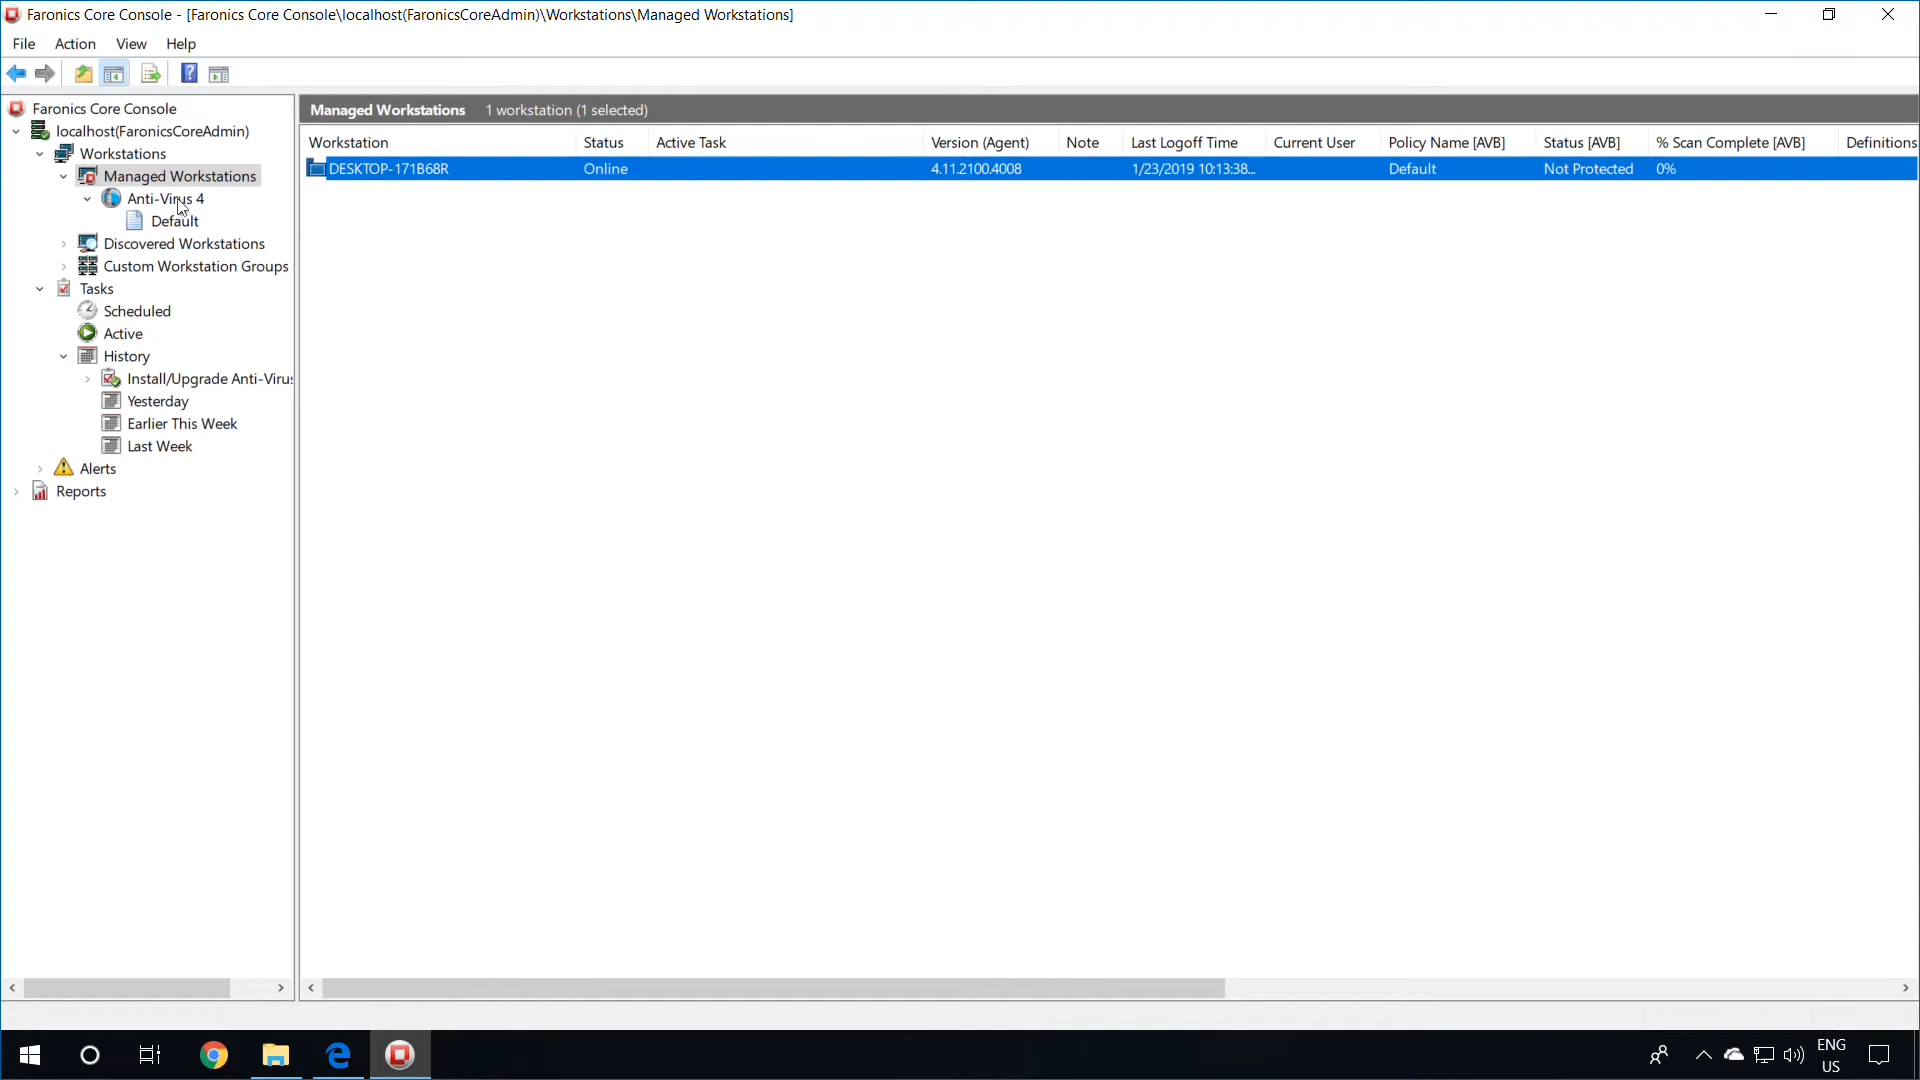 Faronics Core Console - [Faronics Core Console\localhost(FaronicsCoreAdmin)\Workstations\Managed Workstations]
File Action View Help
Faronics Core Console
localhost(FaronicsCoreAdmin)
Workstations
Managed Workstations
Anti-Virus 4
Default
Discovered Workstations
Custom Workstation Groups
Tasks
Scheduled
Active
History
Install/Upgrade Anti-Virus
Yesterday
Earlier This Week
Last Week
Alerts
Reports
Managed Workstations 1 workstation (1 selected)
Workstation Status Active Task Version (Agent) Note Last Logoff Time Current User Policy Name [AVB] Status [AVB] % Scan Complete [AVB] Definitions
DESKTOP-171B68R Online 4.11.2100.4008 1/23/2019 10:13:38... Default Not Protected 0%
ENG
US